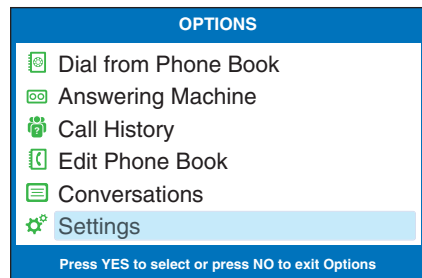 OPTIONS
Dial from Phone Book
Answering Machine
Call History
Edit Phone Book
Conversations
Settings
Press YES to select or press NO to exit Options